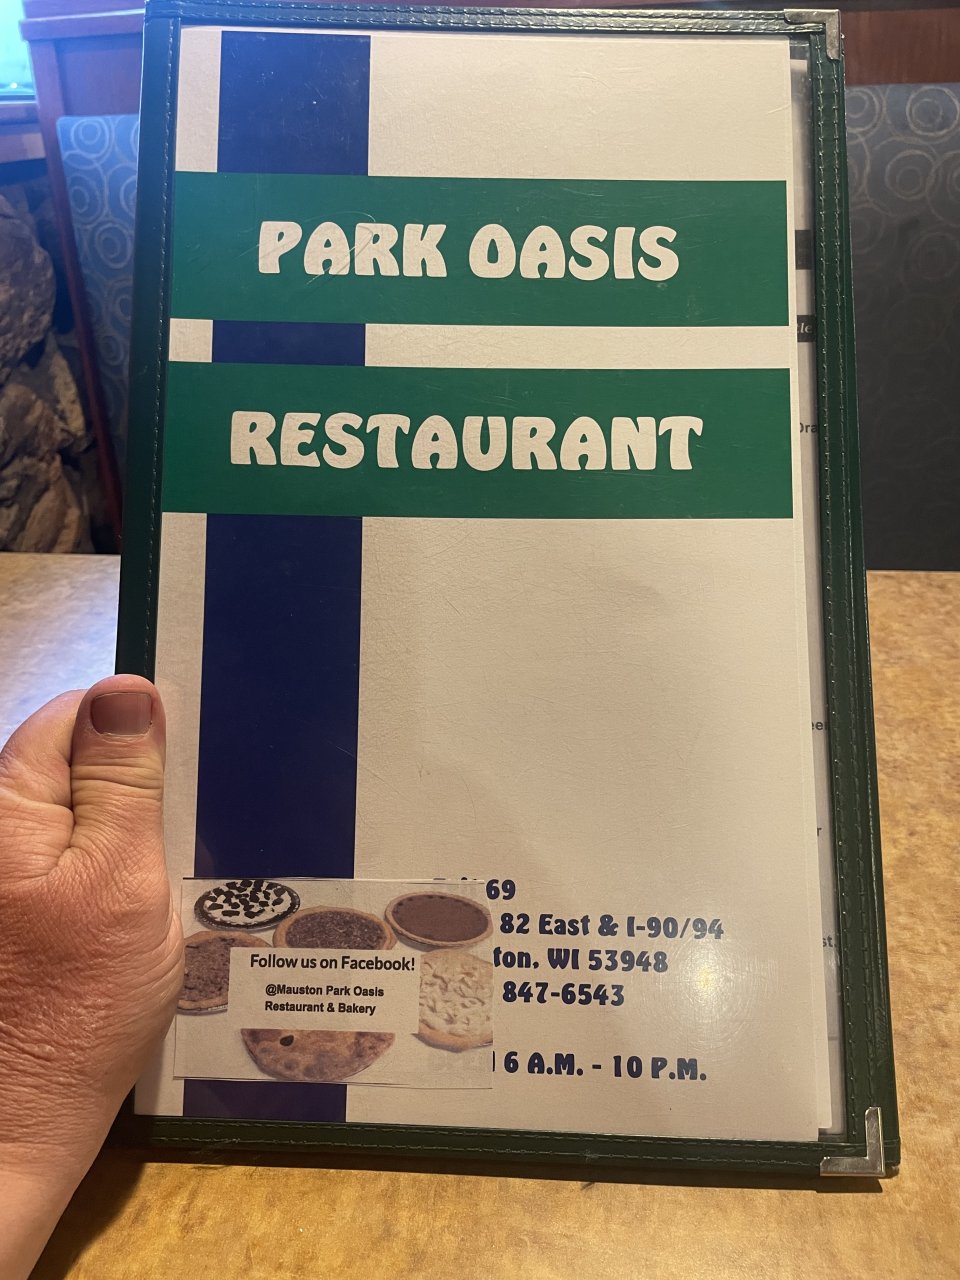 PARK OASIS
RESTAURANT
69
82 East & I-90/94
ton, WI 53948
847-6543
6 A.M. - 10 P.M.
Follow us on Facebook!
@Mauston Park Oasis
Restaurant & Bakery